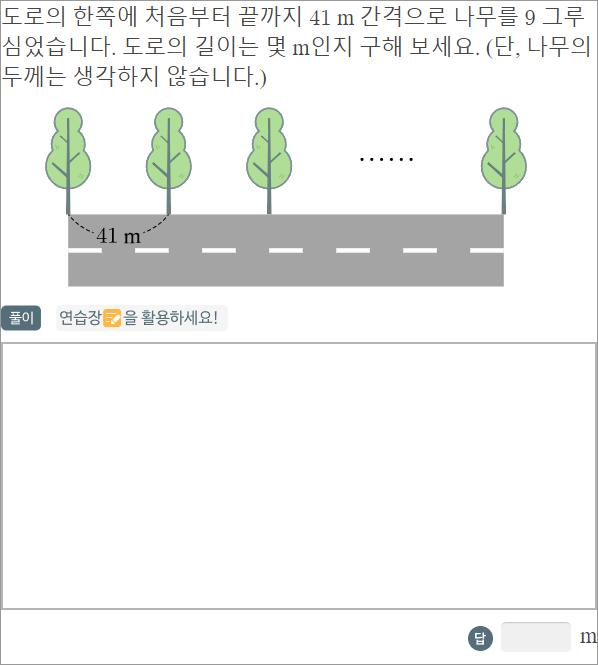 도로의 한쪽에 처음부터 끝까지 41 m 간격으로 나무를 9 그루
심었습니다. 도로의 길이는 몇 m인지 구해 보세요. (단, 나무의
두께는 생각하지 않습니다.)
……
41 m
풀이 연습장을 활용하세요!
답 m